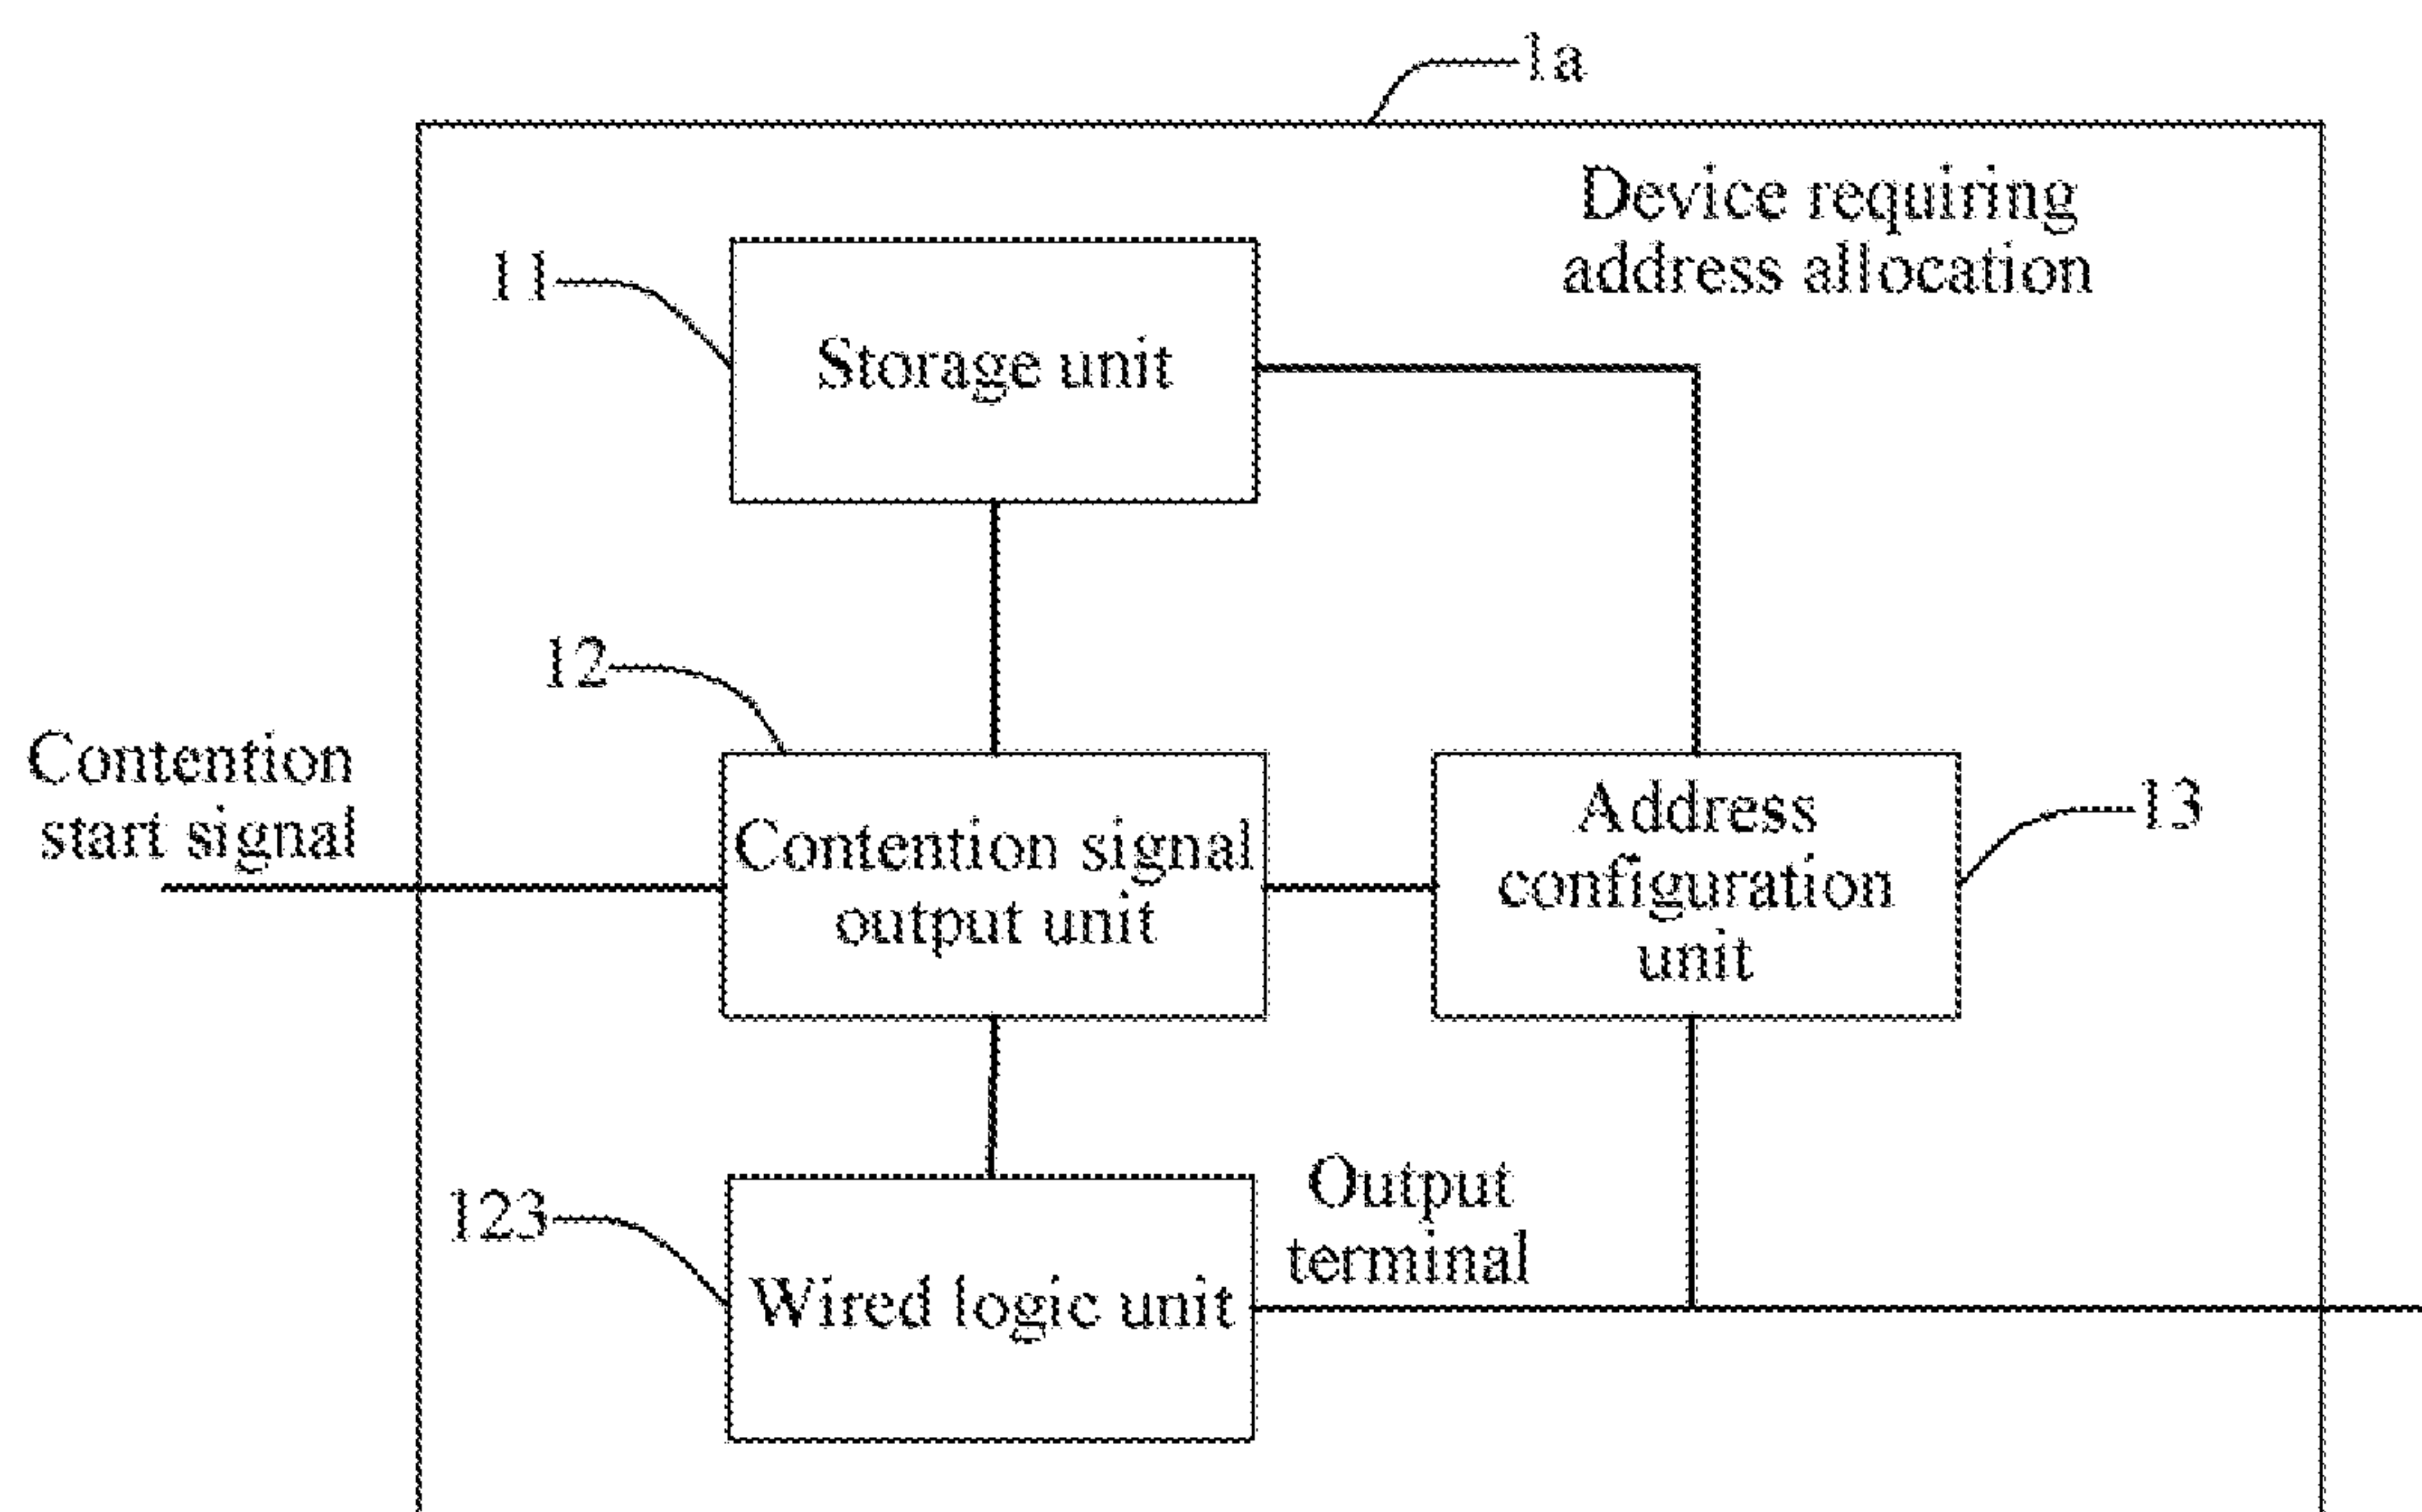 1a
Device requiring
address allocation
11
Storage unit
12
Contention
start signal
Contention signal
output unit
Address
configuration
unit
13
Output
terminal
123
Wired logic unit